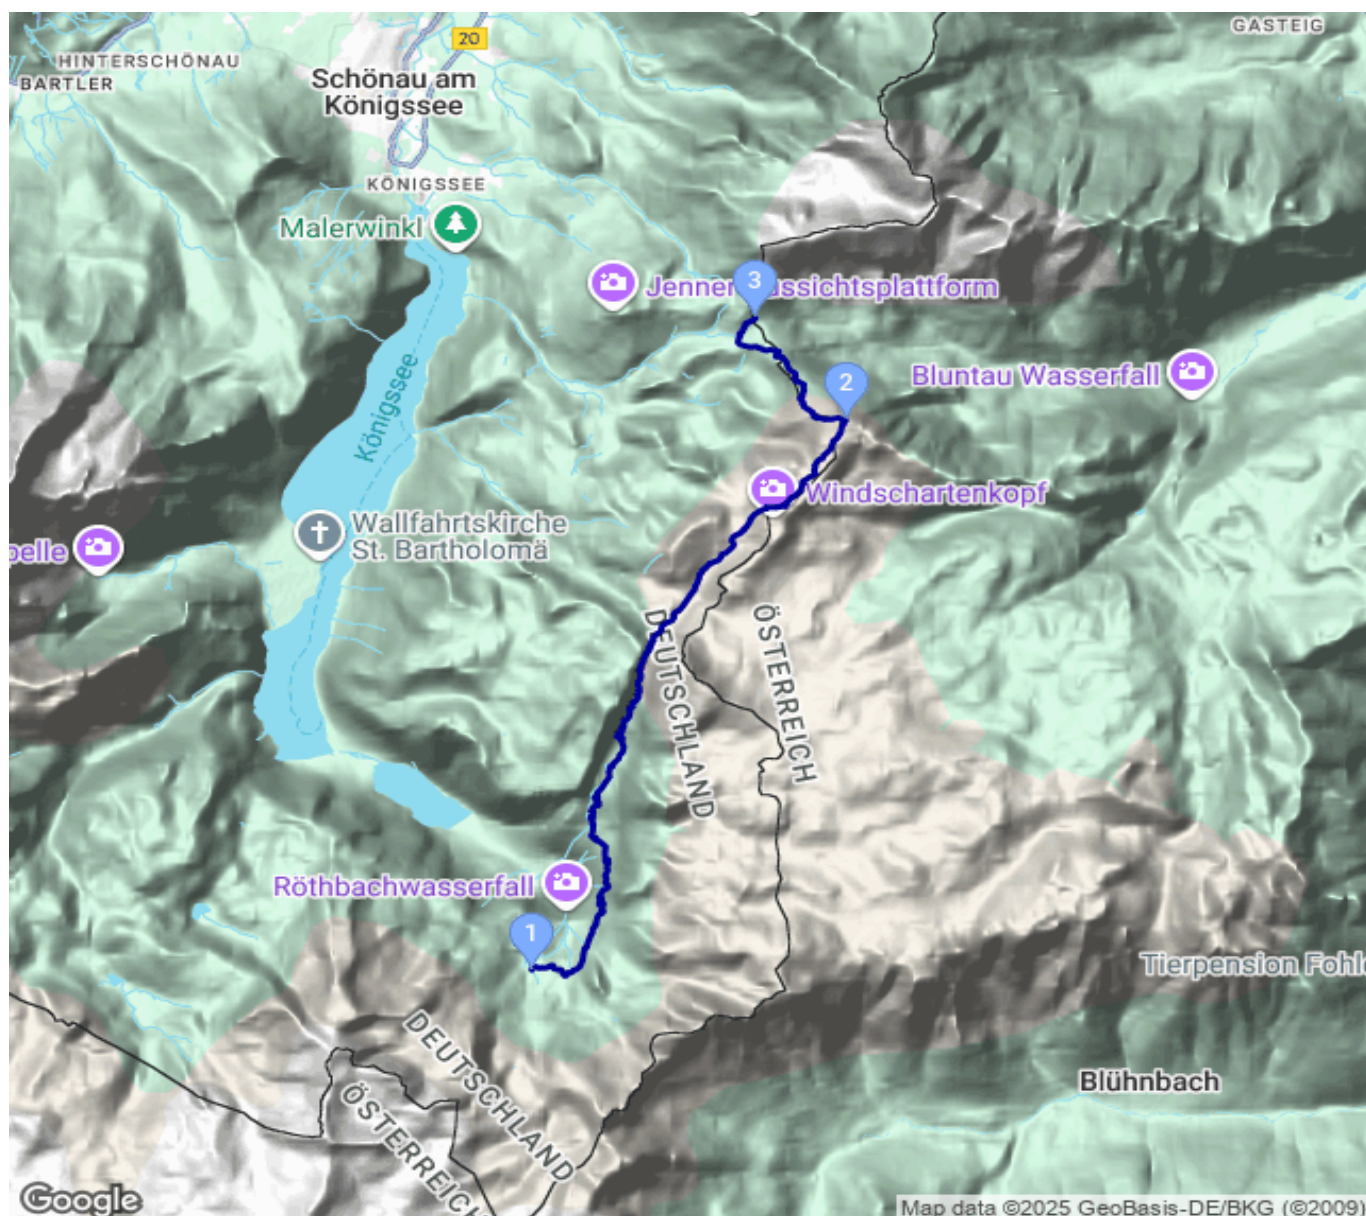 GASTEIG
20
HINTERSCHÖNAU
BARTLER
Schönau am
Königssee
KÖNIGSSEE
Malerwinkl
3
Jenner Aussichtsplattform
Königssee
2
Bluntau Wasserfall
Windschartenkopf
Wallfahrtskirche
St. Bartholomä
pelle
DEUTSCHLAND
ÖSTERREICH
Röthbachwasserfall
1
Tierpension Fohl
DEUTSCHLAND
ÖSTERREICH
Blühnbach
Google
Map data ©2025 GeoBasis-DE/BKG (©2009)